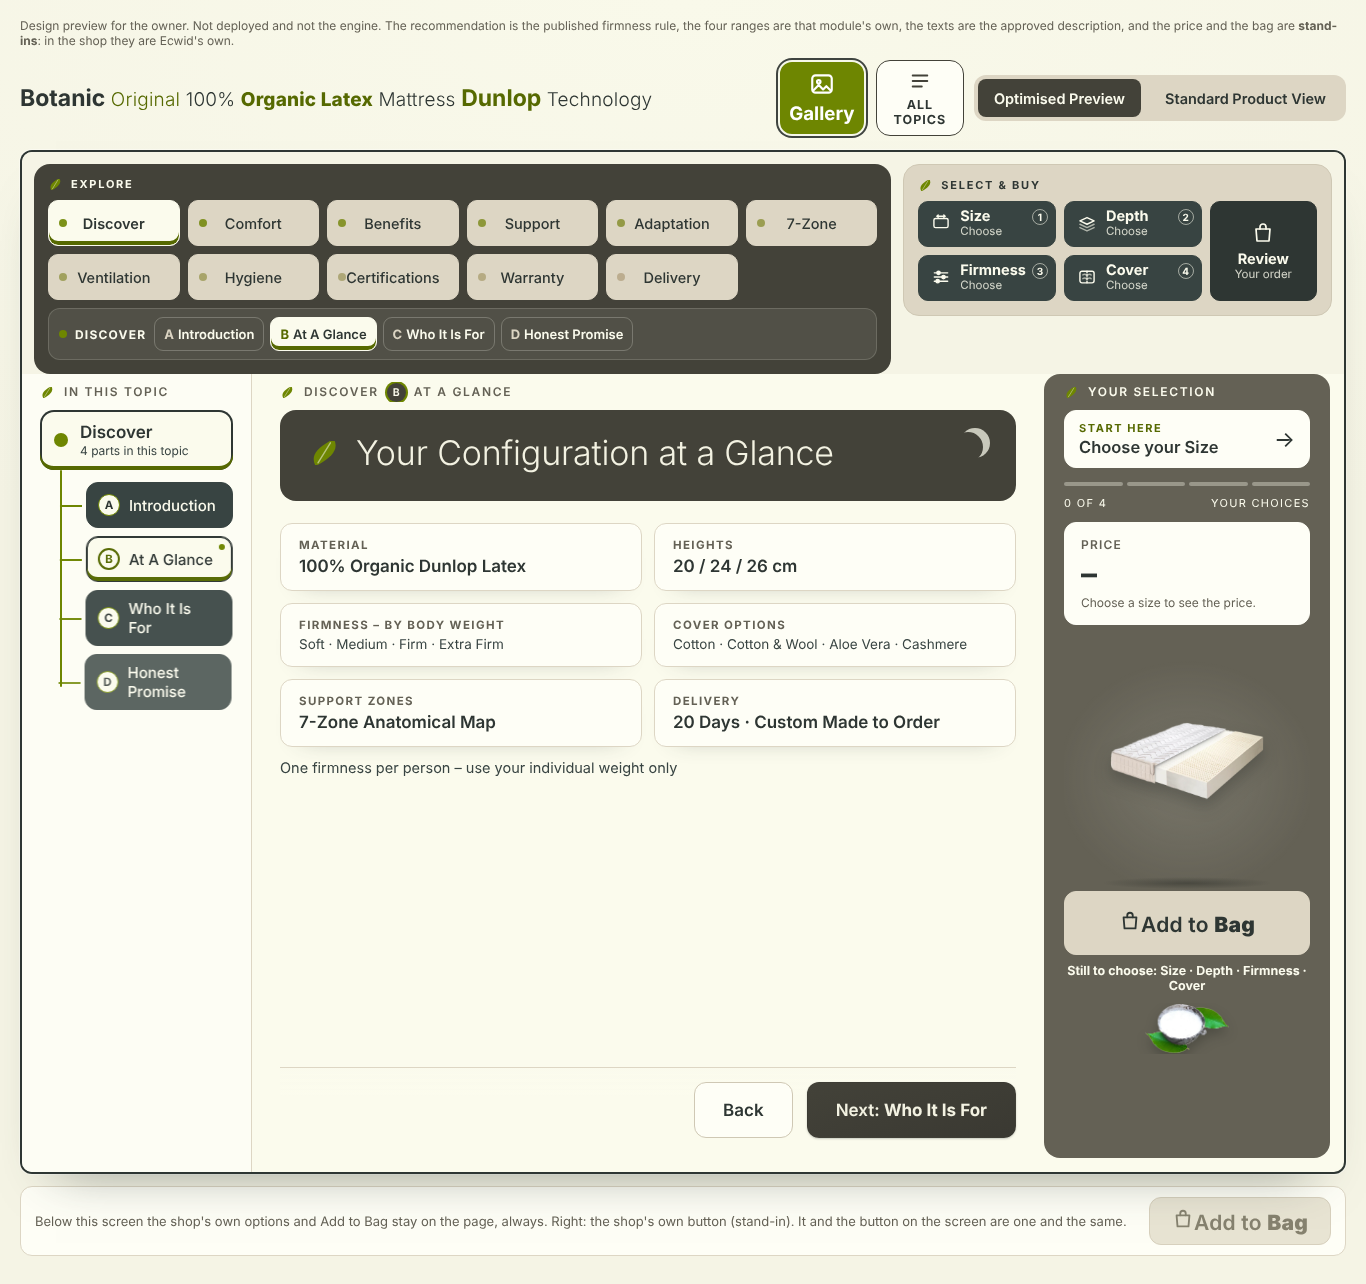 Design preview for the owner. Not deployed and not the engine. The recommendation is the published firmness rule, the four ranges are that module's own, the texts are the approved description, and the price and the bag are stand-
ins: in the shop they are Ecwid's own.
Botanic Original 100% Organic Latex Mattress Dunlop Technology
Gallery
ALL
TOPICS
Optimised Preview
Standard Product View
EXPLORE
Discover
Comfort
Benefits
Support
Adaptation
7-Zone
Ventilation
Hygiene
Certifications
Warranty
Delivery
DISCOVER
A Introduction
B At A Glance
C Who It Is For
D Honest Promise
SELECT & BUY
Size 1
Choose
Depth 2
Choose
Firmness 3
Choose
Cover 4
Choose
Review
Your order
IN THIS TOPIC
Discover
4 parts in this topic
A Introduction
B At A Glance
C Who It Is
For
D Honest
Promise
DISCOVER B AT A GLANCE
Your Configuration at a Glance
MATERIAL
100% Organic Dunlop Latex
HEIGHTS
20 / 24 / 26 cm
FIRMNESS – BY BODY WEIGHT
Soft · Medium · Firm · Extra Firm
COVER OPTIONS
Cotton · Cotton & Wool · Aloe Vera · Cashmere
SUPPORT ZONES
7-Zone Anatomical Map
DELIVERY
20 Days · Custom Made to Order
One firmness per person – use your individual weight only
Back
Next: Who It Is For
YOUR SELECTION
START HERE
Choose your Size
0 OF 4
YOUR CHOICES
PRICE
–
Choose a size to see the price.
Add to Bag
Still to choose: Size · Depth · Firmness ·
Cover
Below this screen the shop's own options and Add to Bag stay on the page, always. Right: the shop's own button (stand-in). It and the button on the screen are one and the same.
Add to Bag